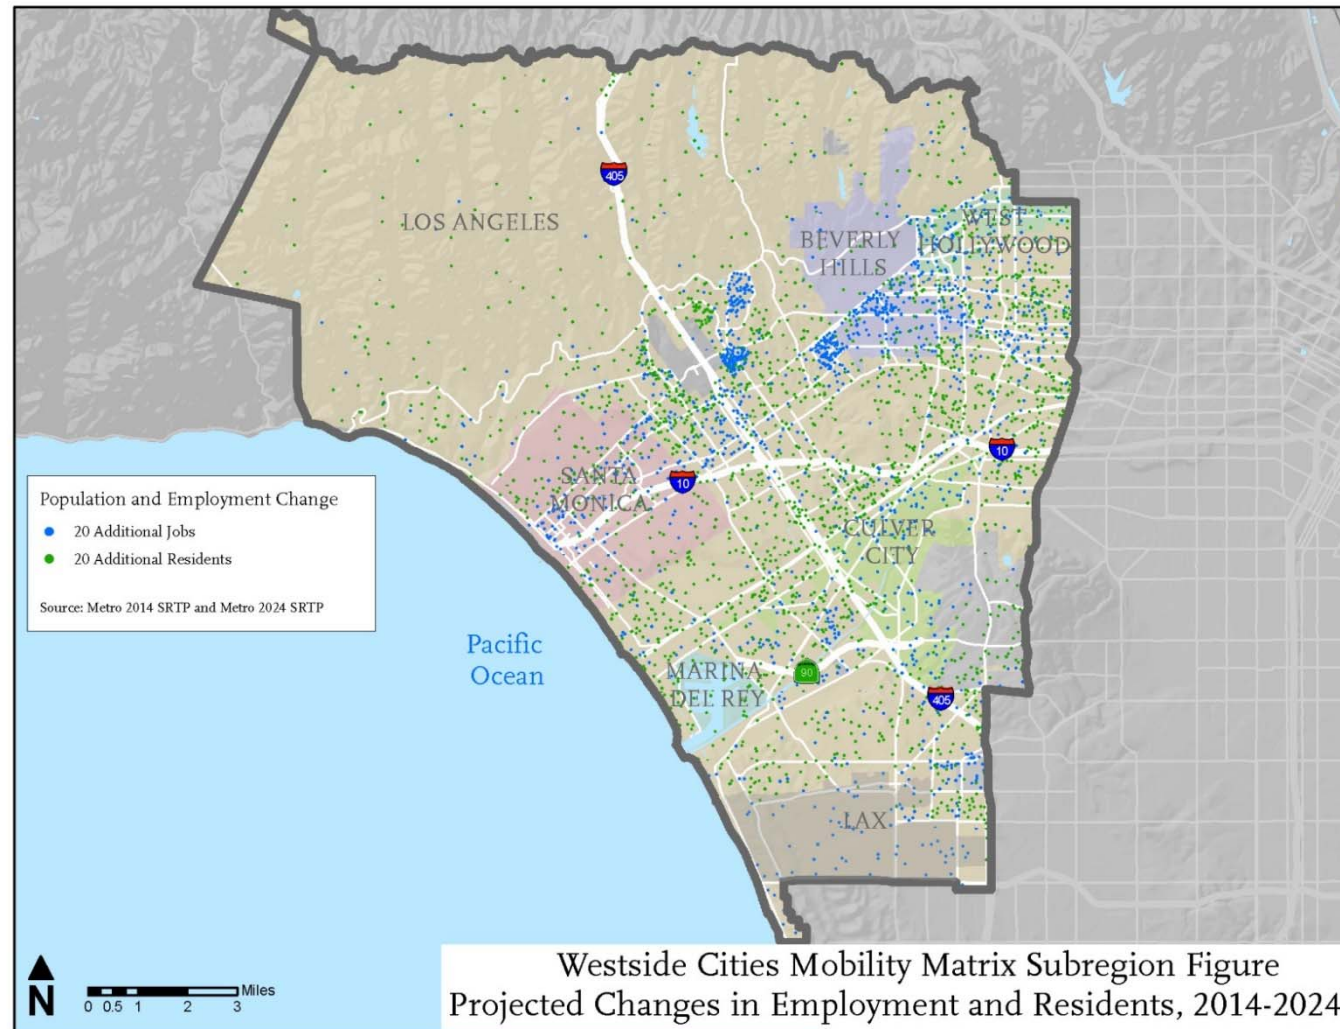 405
LOS ANGELES
WEST
HOLLYWOOD
BEVERLY
HILLS
10
SANTA
MONICA
10
CULVER
CITY
Population and Employment Change
20 Additional Jobs
20 Additional Residents
Source: Metro 2014 SRTP and Metro 2024 SRTP
Pacific
Ocean
MARINA
DEL REY
90
405
LAX
N
0 0.5 1 2 3 Miles
Westside Cities Mobility Matrix Subregion Figure
Projected Changes in Employment and Residents, 2014-2024